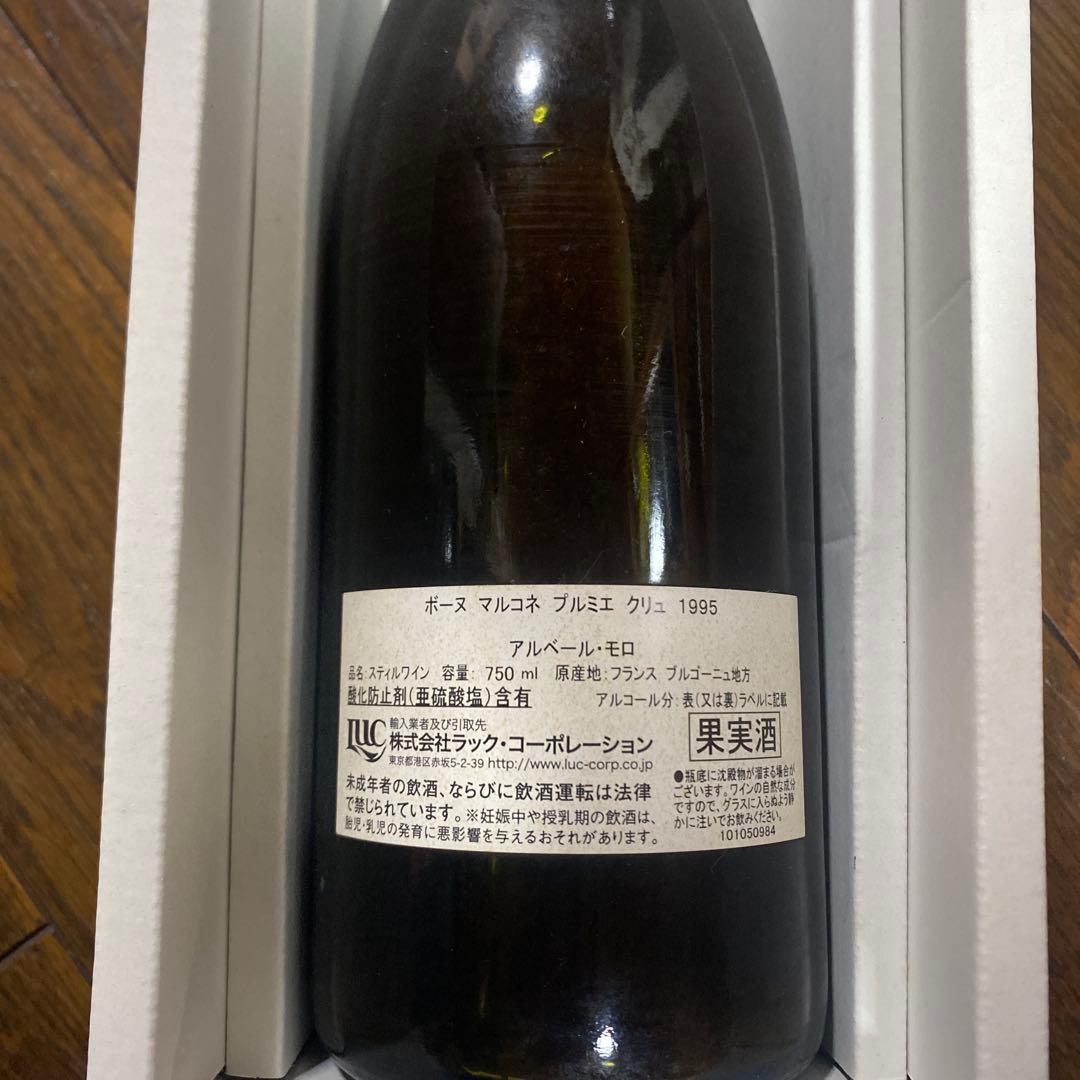 ボーヌ マルコネ プルミエ クリュ 1995
アルベール・モロ
品名:スティルワイン 容量: 750 ml 原産地:フランス ブルゴーニュ地方
酸化防止剤(亜硫酸塩)含有 アルコール分:表(又は裏)ラベルに記載
LUC 輸入業者及び引取先
株式会社ラック・コーポレーション
東京都港区赤坂5-2-39 http://www.luc-corp.co.jp
果実酒
未成年者の飲酒、ならびに飲酒運転は法律
で禁じられています。※妊娠中や授乳期の飲酒は、
胎児・乳児の発育に悪影響を与えるおそれがあります。
●瓶底に沈殿物が溜まる場合が
ございます。ワインの自然な成分
ですので、グラスに入らぬよう静
かに注いでお飲みください。
101050984